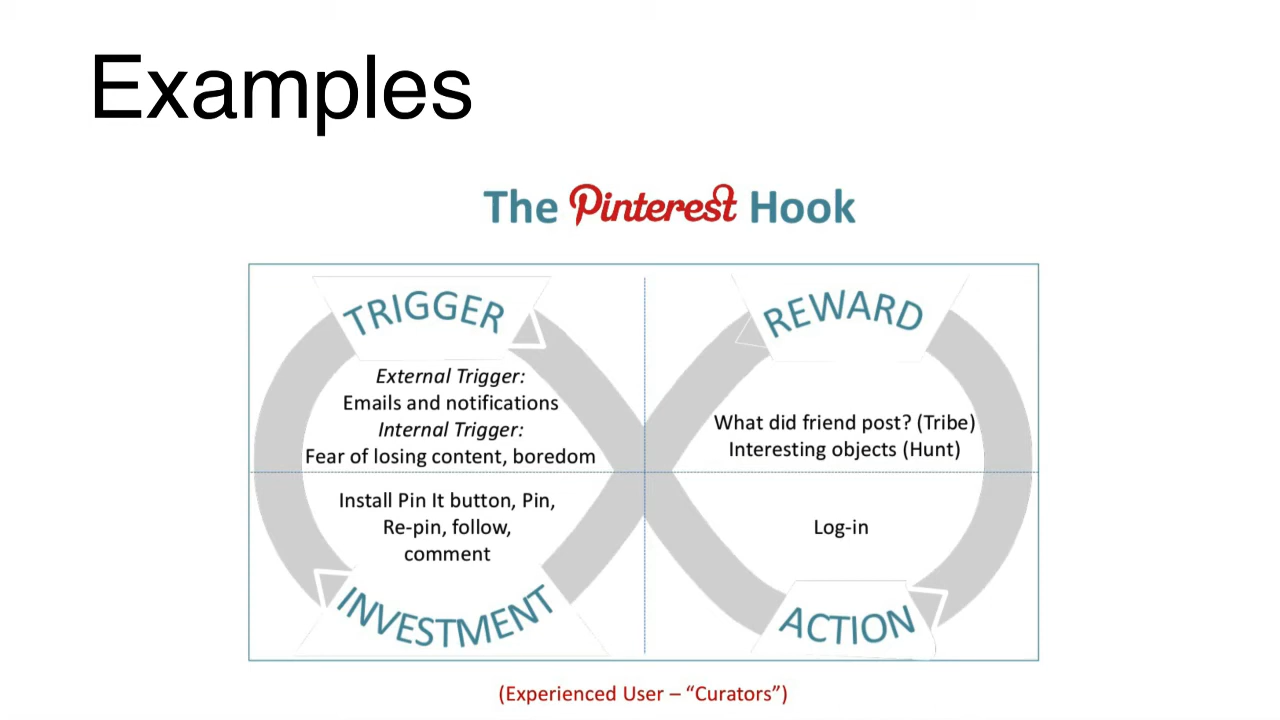 Examples
The Pinterest Hook
TRIGGER
External Trigger:
Emails and notifications
Internal Trigger:
Fear of losing content, boredom
REWARD
What did friend post? (Tribe)
Interesting objects (Hunt)
Install Pin It button, Pin,
Re-pin, follow,
comment
INVESTMENT
Log-in
ACTION
(Experienced User – “Curators”)